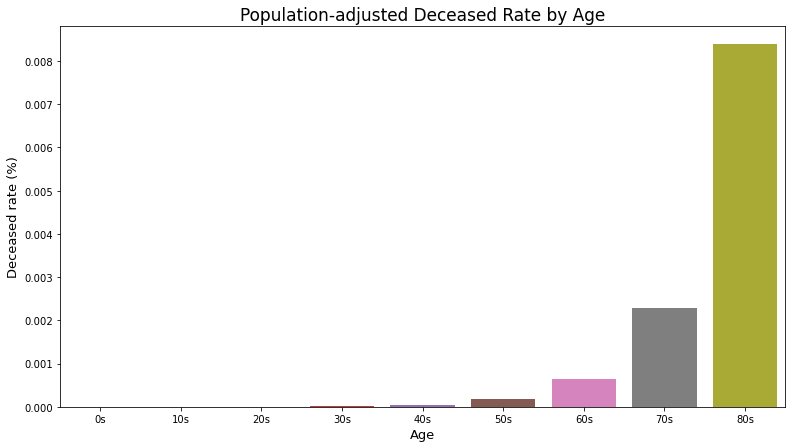 Population-adjusted Deceased Rate by Age
Deceased rate (%)
0.008
0.007
0.006
0.005
0.004
0.003
0.002
0.001
0.000
0s 10s 20s 30s 40s 50s 60s 70s 80s
Age